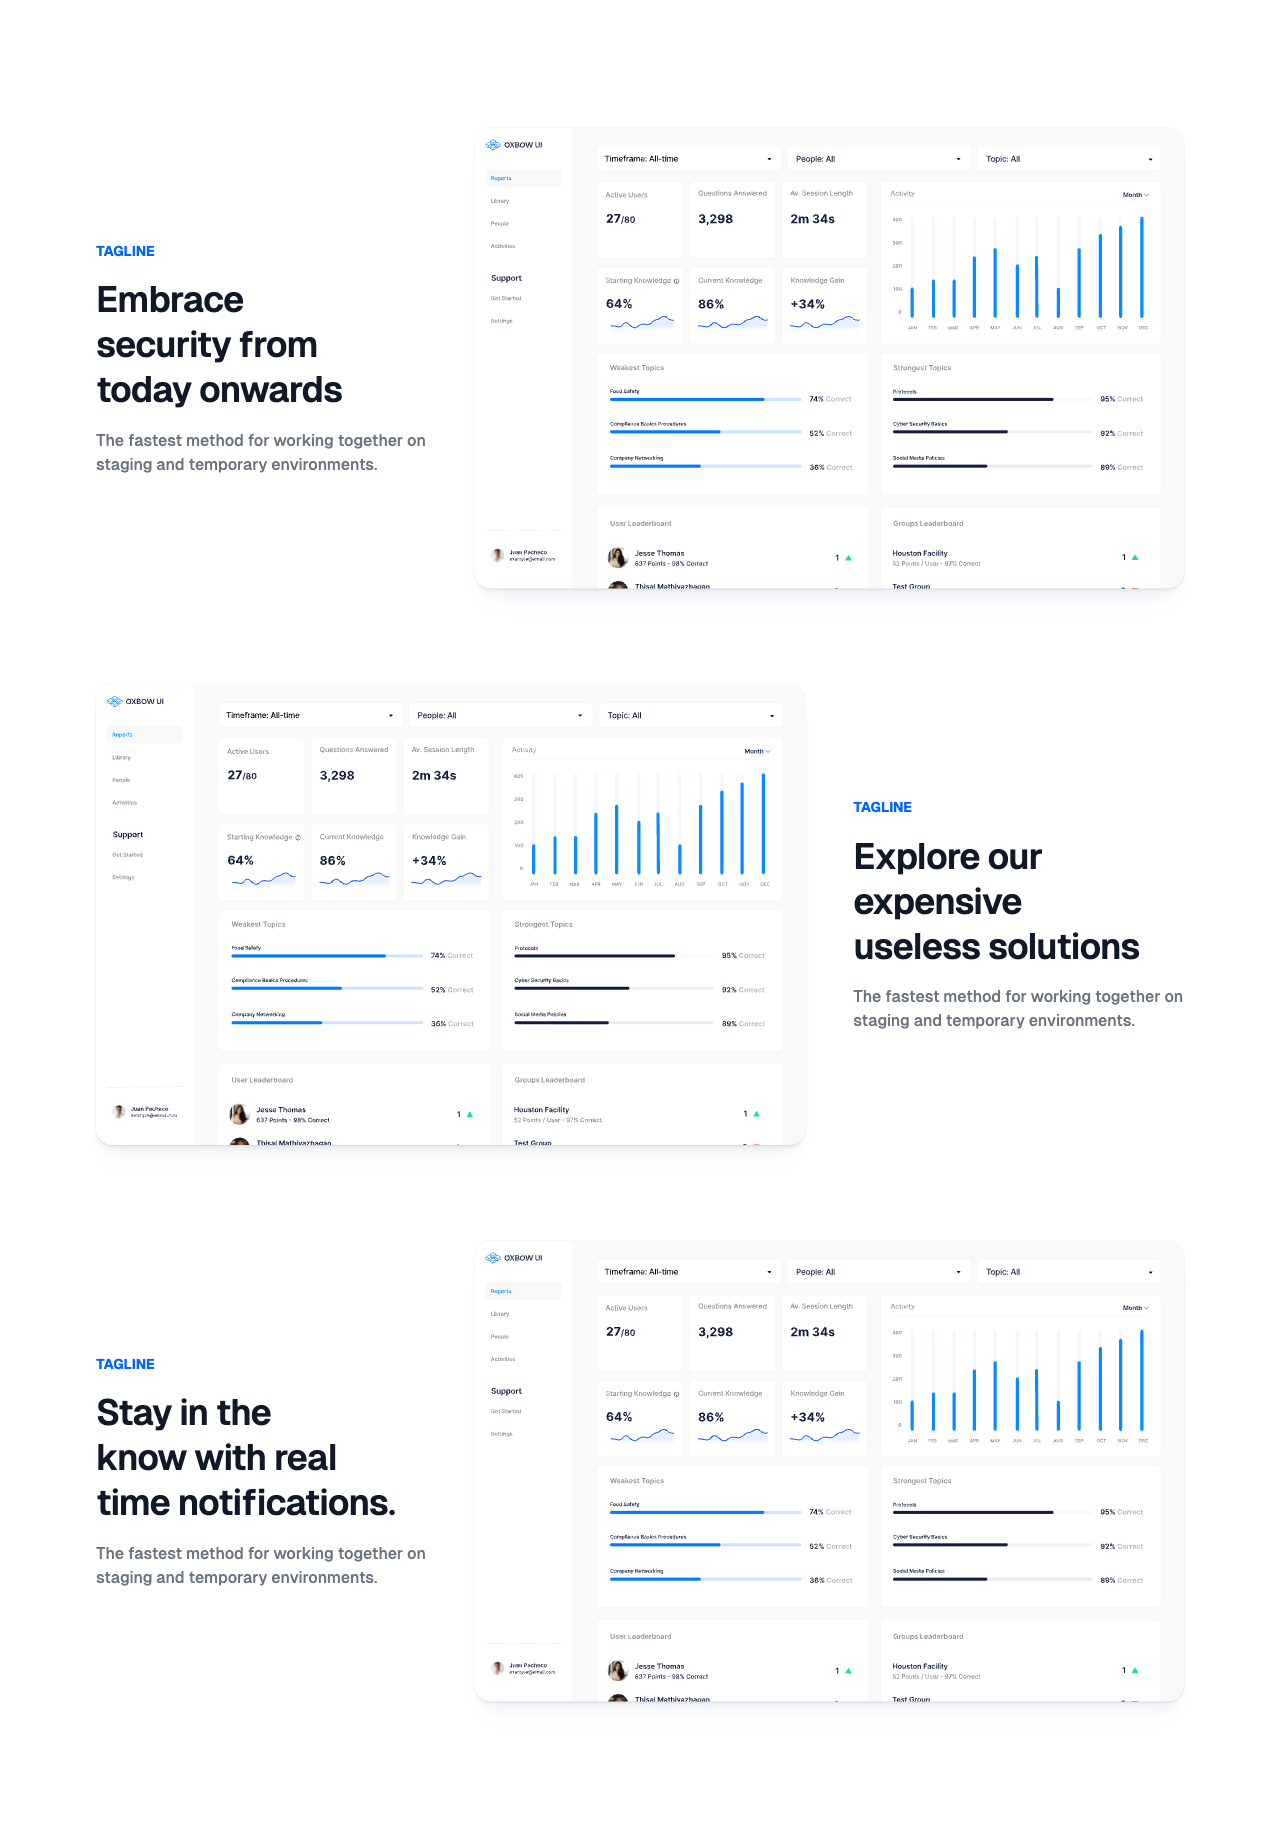 TAGLINE
Embrace
security from
today onwards
The fastest method for working together on
staging and temporary environments.
OXBOW UI
Reports
Library
People
Activities
Support
Get Started
Settings
Juan Pacheco
example@email.com
Timeframe: All-time
People: All
Topic: All
Active Users
27/80
Questions Answered
3,298
Av. Session Length
2m 34s
Starting Knowledge
64%
Current Knowledge
86%
Knowledge Gain
+34%
Activity
Month
400
300
200
100
0
JAN FEB MAR APR MAY JUN JUL AUG SEP OCT NOV DEC
Weakest Topics
Food Safety
74% Correct
Compliance Basics Procedures
52% Correct
Company Networking
36% Correct
Strongest Topics
Protocols
95% Correct
Cyber Security Basics
92% Correct
Social Media Policies
89% Correct
User Leaderboard
Jesse Thomas
637 Points - 98% Correct
1
Thisal Mathiyazhagan
Groups Leaderboard
Houston Facility
52 Points / User - 97% Correct
1
Test Group
OXBOW UI
Reports
Library
People
Activities
Support
Get Started
Settings
Juan Pacheco
example@email.com
Timeframe: All-time
People: All
Topic: All
Active Users
27/80
Questions Answered
3,298
Av. Session Length
2m 34s
Starting Knowledge
64%
Current Knowledge
86%
Knowledge Gain
+34%
Activity
Month
400
300
200
100
0
JAN FEB MAR APR MAY JUN JUL AUG SEP OCT NOV DEC
Weakest Topics
Food Safety
74% Correct
Compliance Basics Procedures
52% Correct
Company Networking
36% Correct
Strongest Topics
Protocols
95% Correct
Cyber Security Basics
92% Correct
Social Media Policies
89% Correct
User Leaderboard
Jesse Thomas
637 Points - 98% Correct
1
Thisal Mathiyazhagan
Groups Leaderboard
Houston Facility
52 Points / User - 97% Correct
1
Test Group
TAGLINE
Explore our
expensive
useless solutions
The fastest method for working together on
staging and temporary environments.
TAGLINE
Stay in the
know with real
time notifications.
The fastest method for working together on
staging and temporary environments.
OXBOW UI
Reports
Library
People
Activities
Support
Get Started
Settings
Juan Pacheco
example@email.com
Timeframe: All-time
People: All
Topic: All
Active Users
27/80
Questions Answered
3,298
Av. Session Length
2m 34s
Starting Knowledge
64%
Current Knowledge
86%
Knowledge Gain
+34%
Activity
Month
400
300
200
100
0
JAN FEB MAR APR MAY JUN JUL AUG SEP OCT NOV DEC
Weakest Topics
Food Safety
74% Correct
Compliance Basics Procedures
52% Correct
Company Networking
36% Correct
Strongest Topics
Protocols
95% Correct
Cyber Security Basics
92% Correct
Social Media Policies
89% Correct
User Leaderboard
Jesse Thomas
637 Points - 98% Correct
1
Thisal Mathiyazhagan
Groups Leaderboard
Houston Facility
52 Points / User - 97% Correct
1
Test Group